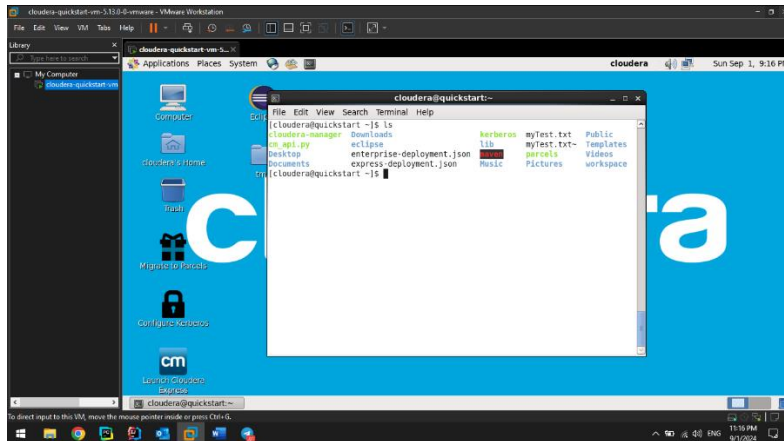 cloudera-quickstart-vm-5.13.0-0-vmware - VMware Workstation
File Edit View VM Tabs Help
Library
Type here to search
My Computer
cloudera-quickstart-vm
cloudera-quickstart-vm-5...
Applications Places System
cloudera
Sun Sep 1, 9:16 PM
Computer
cloudera's Home
Trash
Migrate to Parcels
Configure Kerberos
cm
Launch Cloudera
Express
cloudera@quickstart:~
File Edit View Search Terminal Help
[cloudera@quickstart ~]$ ls
cloudera-manager Downloads kerberos myTest.txt Public
cm_api.py eclipse lib myTest.txt~ Templates
Desktop enterprise-deployment.json maven parcels Videos
Documents express-deployment.json Music Pictures workspace
[cloudera@quickstart ~]$
cloudera@quickstart:~
To direct input to this VM, move the mouse pointer inside or press Ctrl+G.
ENG
11:16 PM
9/1/2024